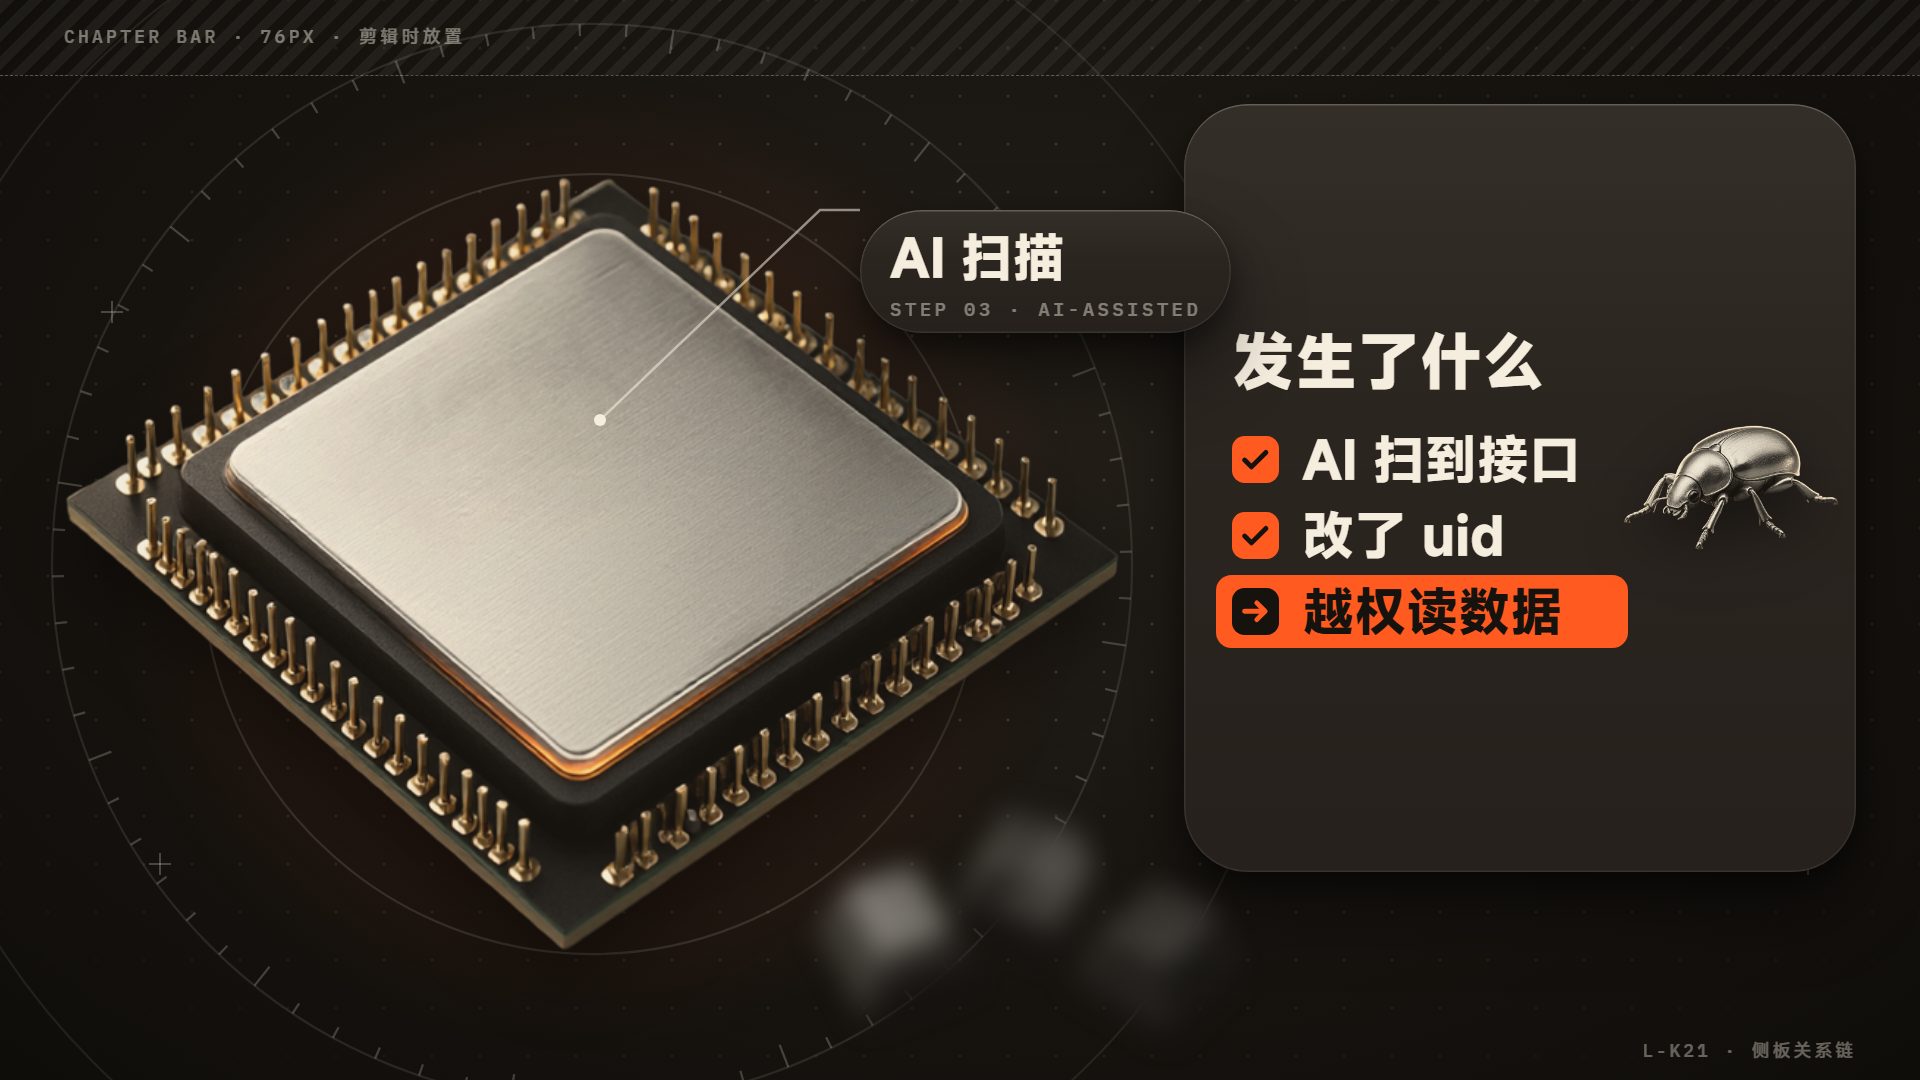 CHAPTER BAR · 76PX · 剪辑时放置
AI 扫描
STEP 03 · AI-ASSISTED
发生了什么
AI 扫到接口
改了 uid
越权读数据
L-K21 · 侧板关系链